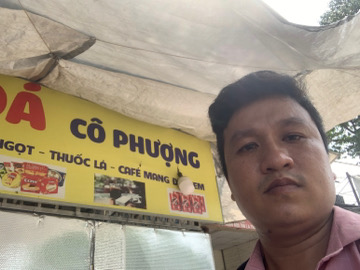 ĐÁ CÔ PHƯỢNG
NGỌT - THUỐC LÁ - CAFÉ MANG